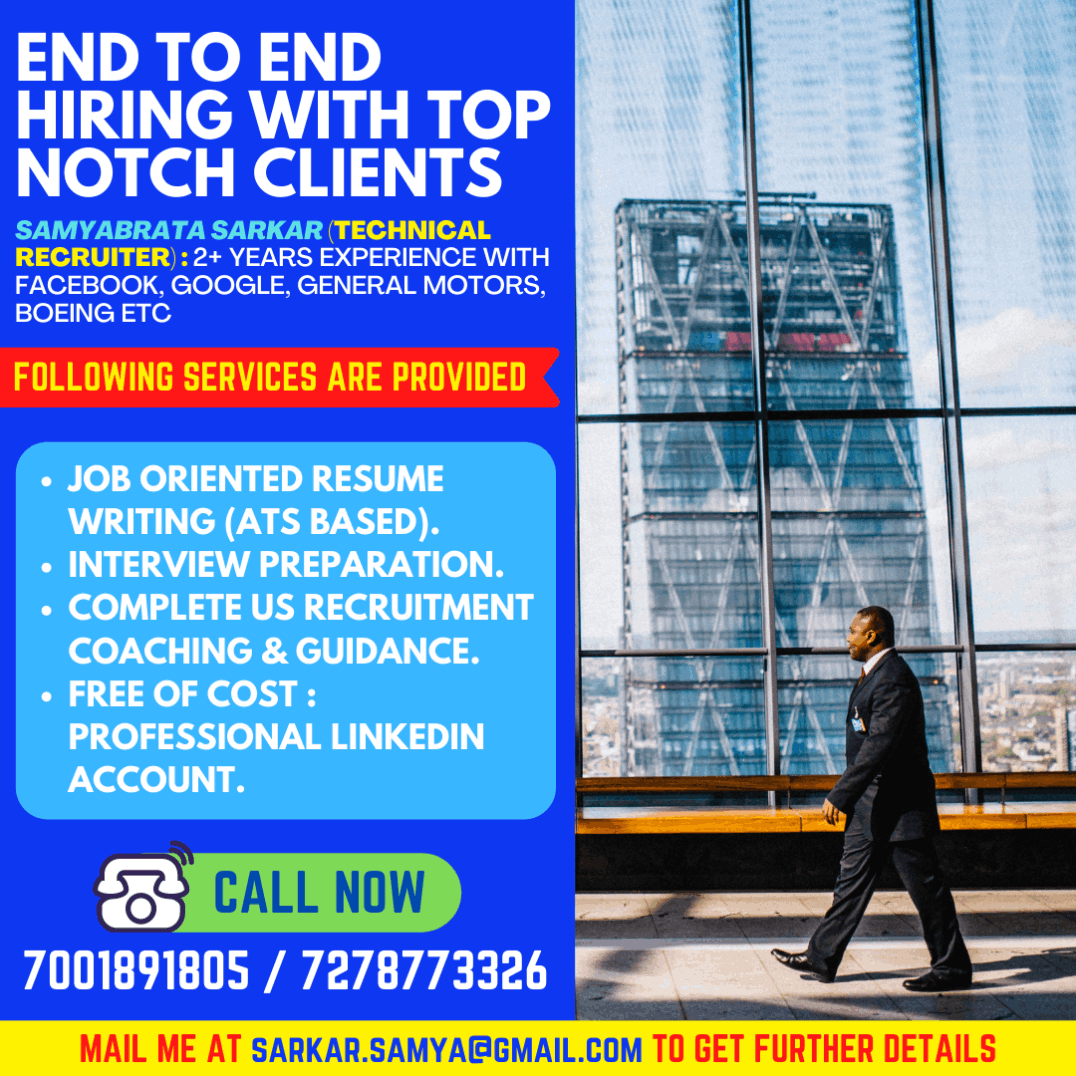 END TO END
HIRING WITH TOP
NOTCH CLIENTS
SAMYABRATA SARKAR (TECHNICAL
RECRUITER) : 2+ YEARS EXPERIENCE WITH
FACEBOOK, GOOGLE, GENERAL MOTORS,
BOEING ETC
FOLLOWING SERVICES ARE PROVIDED
• JOB ORIENTED RESUME
WRITING (ATS BASED).
• INTERVIEW PREPARATION.
• COMPLETE US RECRUITMENT
COACHING & GUIDANCE.
• FREE OF COST :
PROFESSIONAL LINKEDIN
ACCOUNT.
CALL NOW
7001891805 / 7278773326
MAIL ME AT SARKAR.SAMYA@GMAIL.COM TO GET FURTHER DETAILS